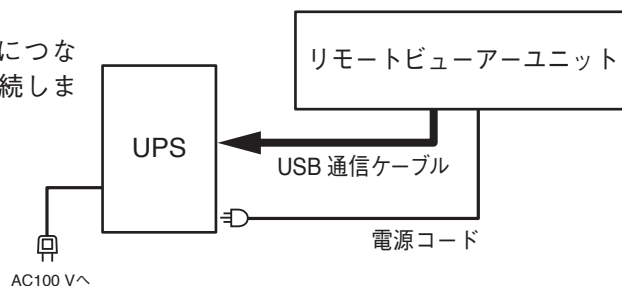 につな
続しま
リモートビューアーユニット
UPS
USB 通信ケーブル
電源コード
AC100 Vへ